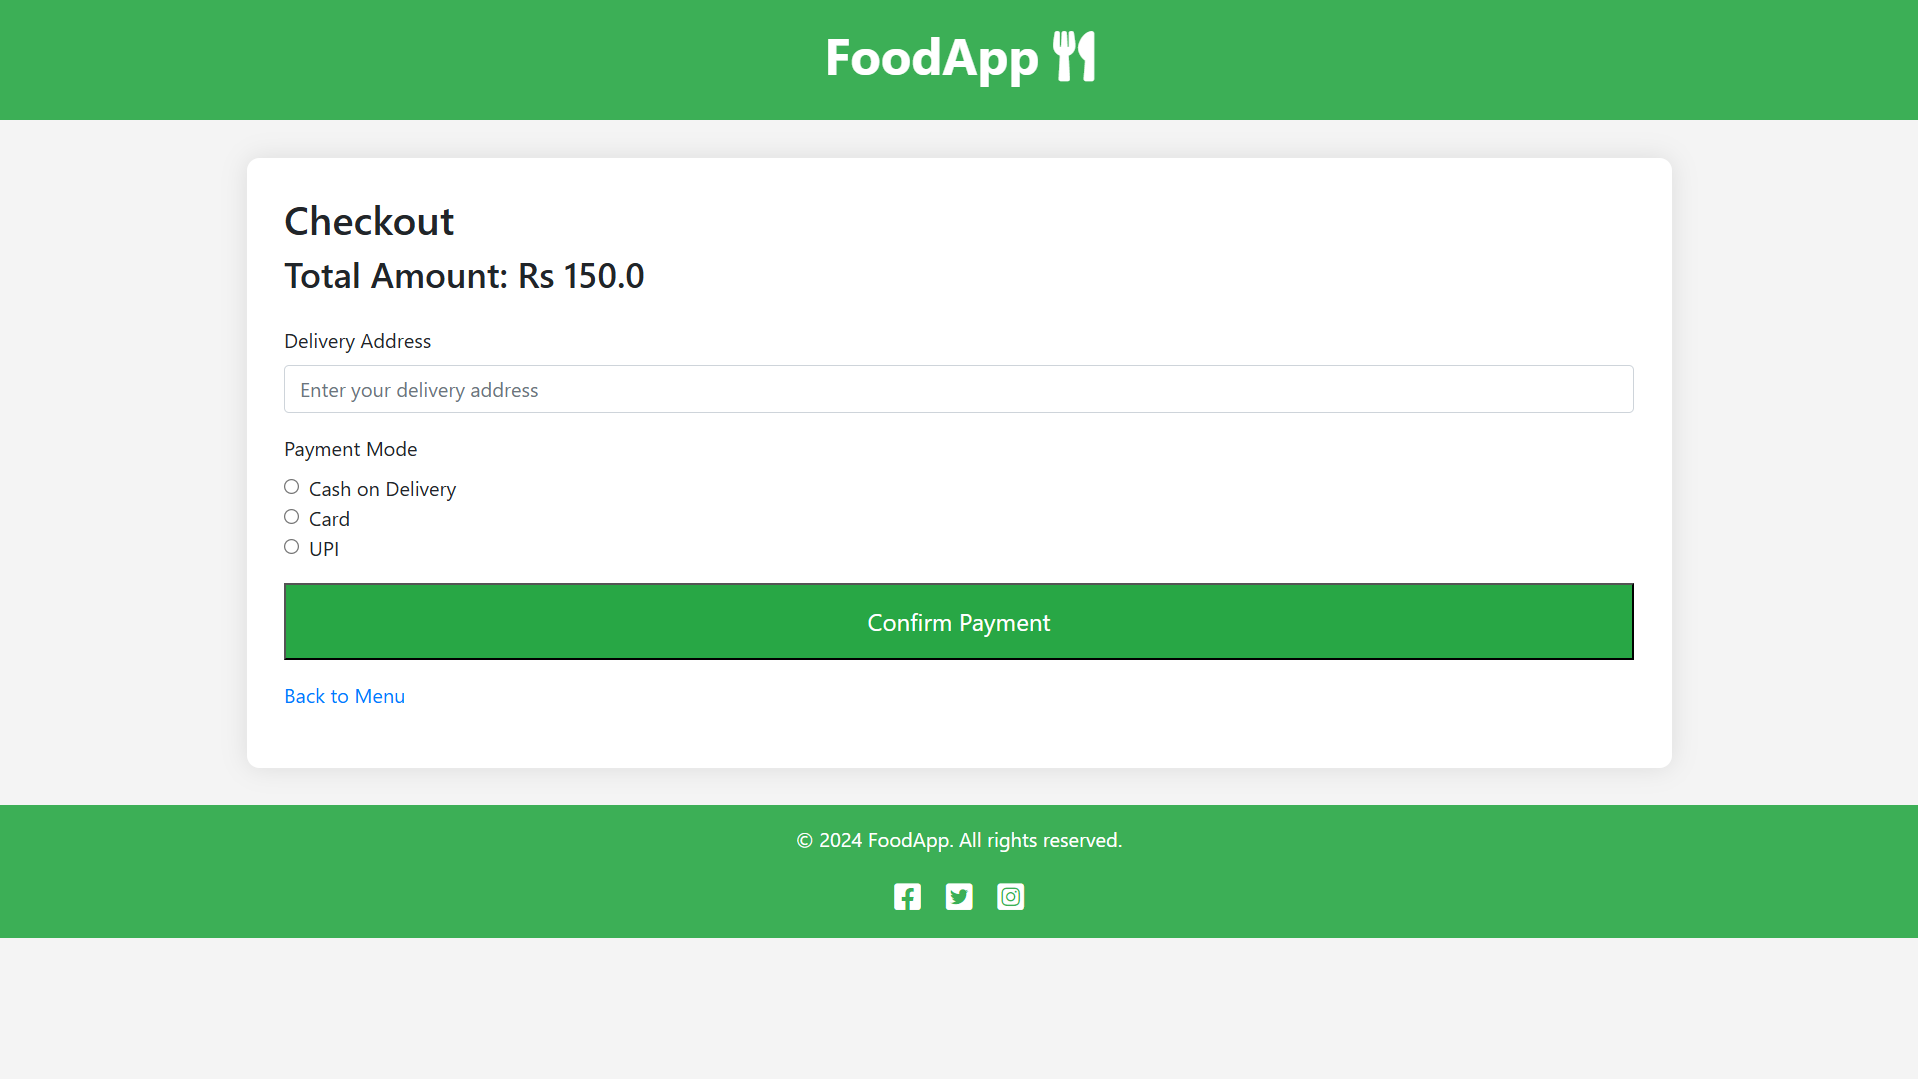 FoodApp
Checkout
Total Amount: Rs 150.0
Delivery Address
Enter your delivery address
Payment Mode
Cash on Delivery
Card
UPI
Confirm Payment
Back to Menu
© 2024 FoodApp. All rights reserved.